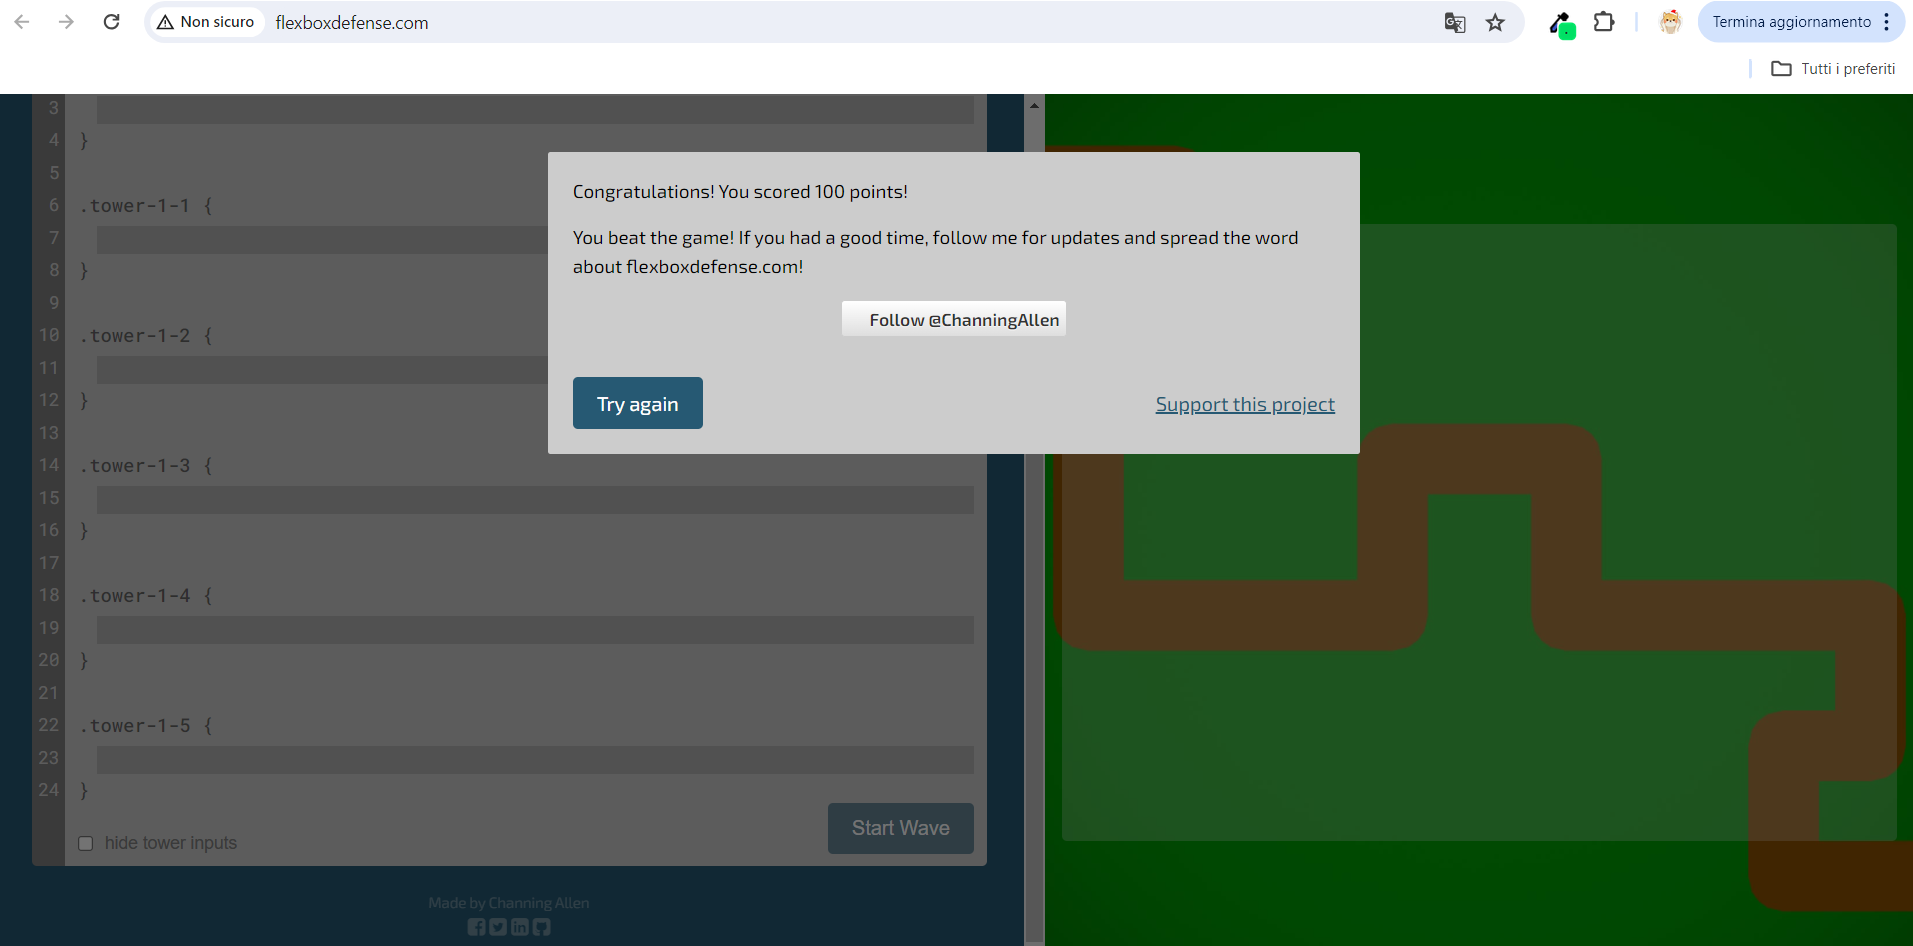 Non sicuro
flexboxdefense.com
Termina aggiornamento
Tutti i preferiti
3
4 }
5
6 .tower-1-1 {
7
8 }
9
10 .tower-1-2 {
11
12 }
13
14 .tower-1-3 {
15
16 }
17
18 .tower-1-4 {
19
20 }
21
22 .tower-1-5 {
23
24 }
hide tower inputs
Start Wave
Made by Channing Allen
Congratulations! You scored 100 points!
You beat the game! If you had a good time, follow me for updates and spread the word
about flexboxdefense.com!
Follow @ChanningAllen
Try again
Support this project